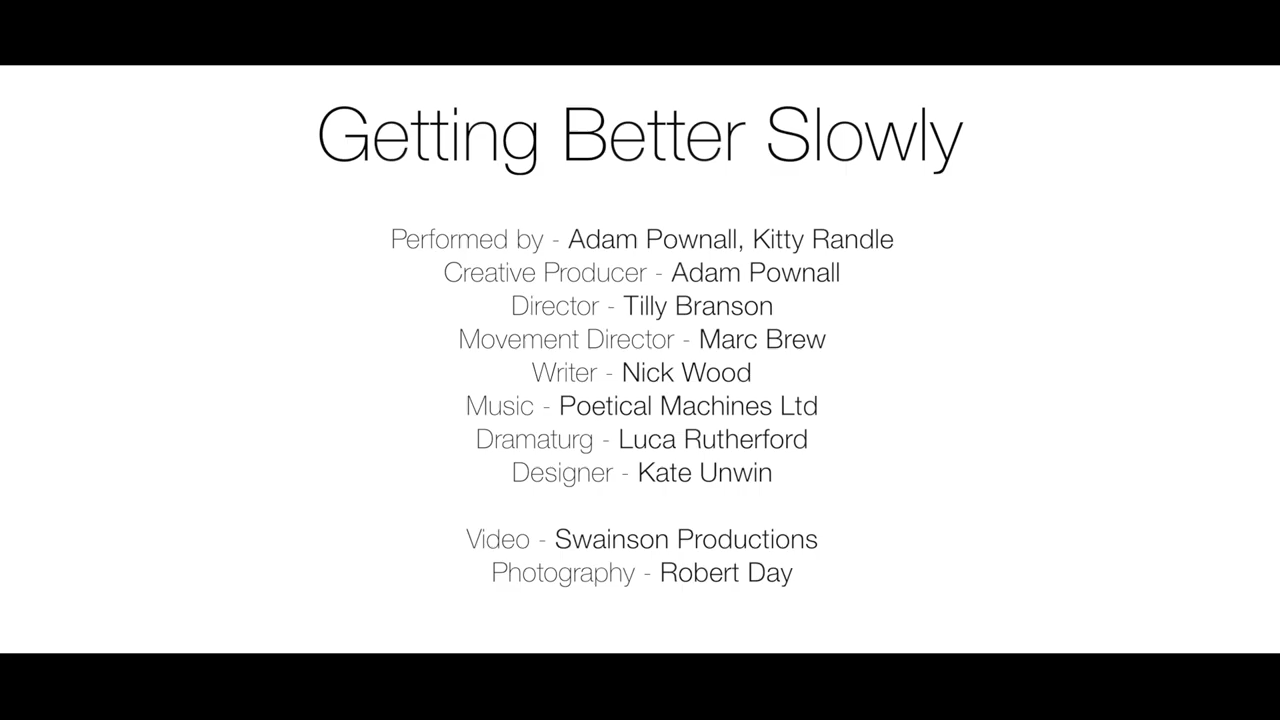 Getting Better Slowly
Performed by - Adam Pownall, Kitty Randle
Creative Producer - Adam Pownall
Director - Tilly Branson
Movement Director - Marc Brew
Writer - Nick Wood
Music - Poetical Machines Ltd
Dramaturg - Luca Rutherford
Designer - Kate Unwin
Video - Swainson Productions
Photography - Robert Day